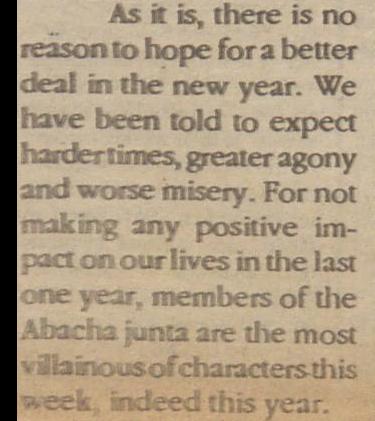 As it is, there is no
reason to hope for a better
deal in the new year. We
have been told to expect
harder times, greater agony
and worse misery. For not
making any positive im-
pact on our lives in the last
one year, members of the
Abacha junta are the most
villainous of characters this
week, indeed this year.